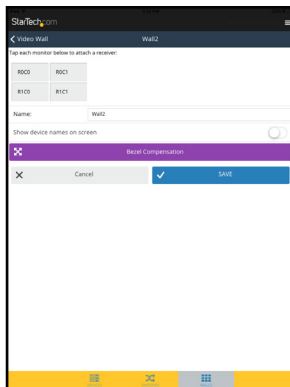 StarTech.com
Video Wall
Wall2
Tap each monitor below to attach a receiver:
R0C0 R0C1
R1C0 R1C1
Name: Wall2
Show device names on screen
Bezel Compensation
Cancel
SAVE